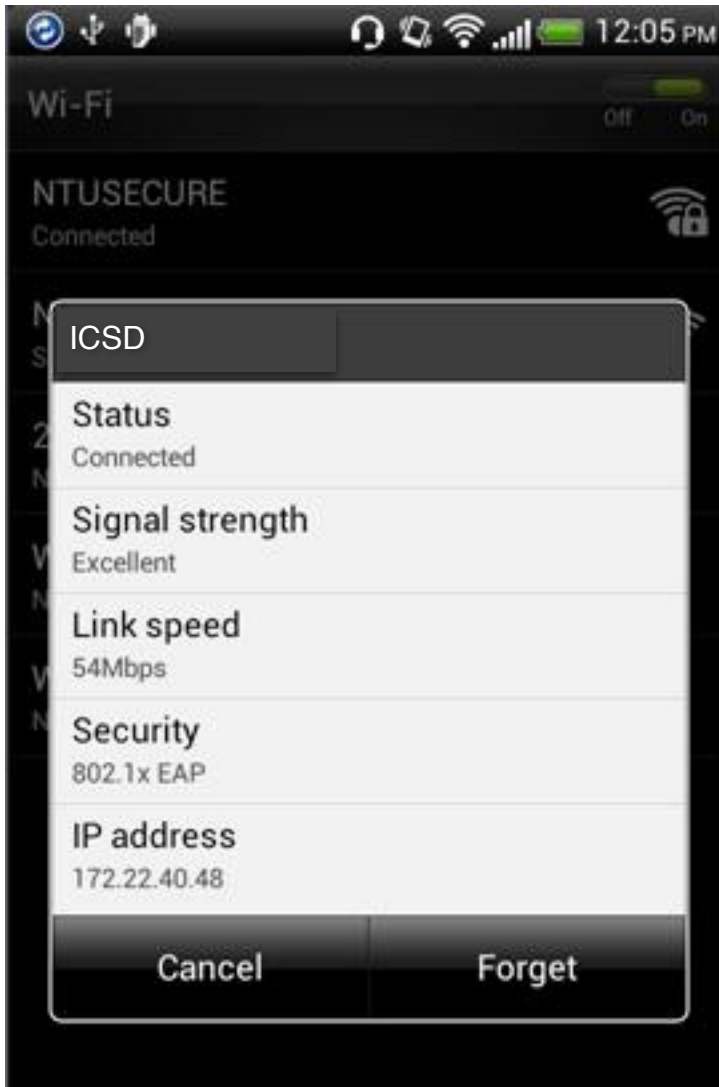 12:05 PM
Wi-Fi
Off On
NTUSECURE
Connected
N
ICSD
S
Status
2
Connected
N
Signal strength
W
Excellent
N
Link speed
54Mbps
W
Security
N
802.1x EAP
IP address
172.22.40.48
Cancel Forget